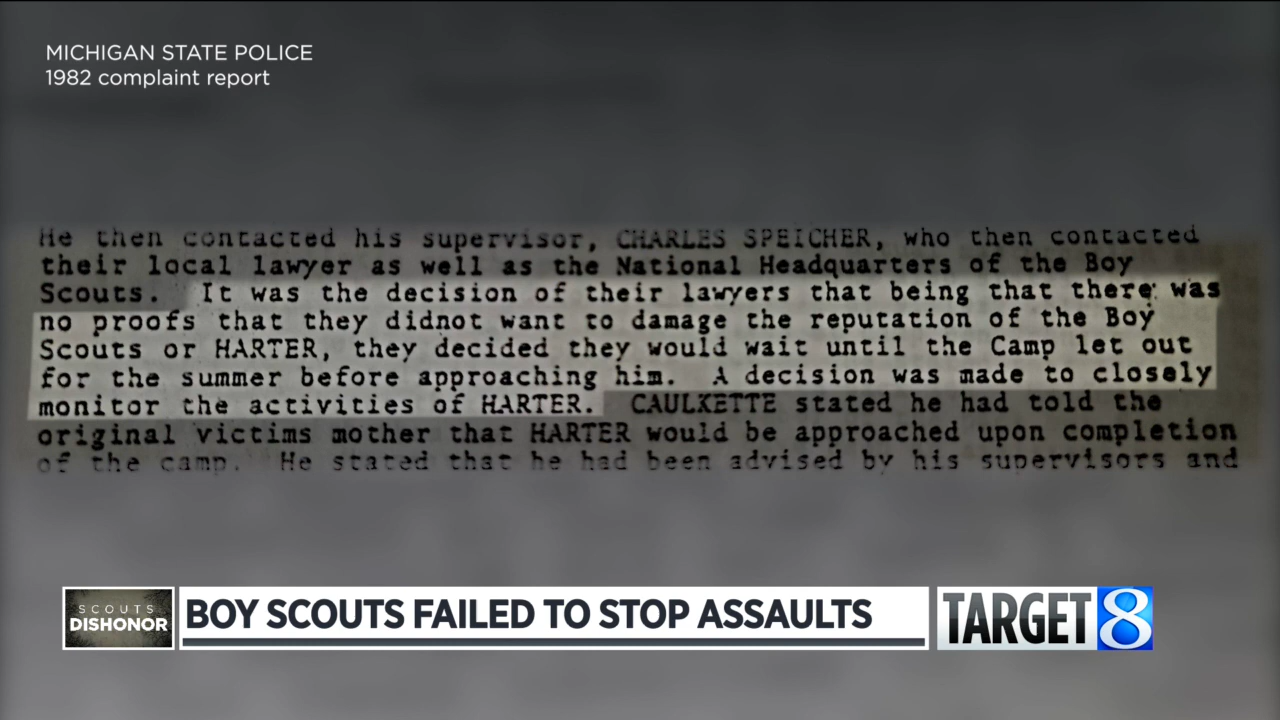 MICHIGAN STATE POLICE
1982 complaint report
He then contacted his supervisor, CHARLES SPEICHER, who then contacted
their local lawyer as well as the National Headquarters of the Boy
Scouts. It was the decision of their lawyers that being that there was
no proofs that they didnot want to damage the reputation of the Boy
Scouts or HARTER, they decided they would wait until the Camp let out
for the summer before approaching him. A decision was made to closely
monitor the activities of HARTER. CAULKETTE stated he had told the
original victims mother that HARTER would be approached upon completion
of the camp. He stated that he had been advised by his supervisors and
SCOUTS
DISHONOR
BOY SCOUTS FAILED TO STOP ASSAULTS
TARGET 8